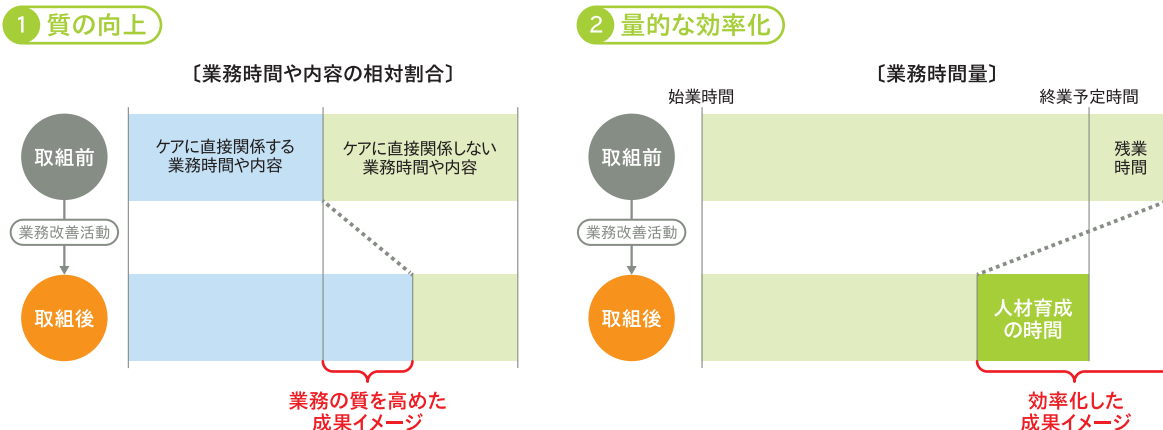 1 質の向上
〔業務時間や内容の相対割合〕
取組前
ケアに直接関係する
業務時間や内容
ケアに直接関係しない
業務時間や内容
業務改善活動
取組後
業務の質を高めた
成果イメージ
2 量的な効率化
〔業務時間量〕
始業時間
終業予定時間
取組前
残業
時間
業務改善活動
取組後
人材育成
の時間
効率化した
成果イメージ